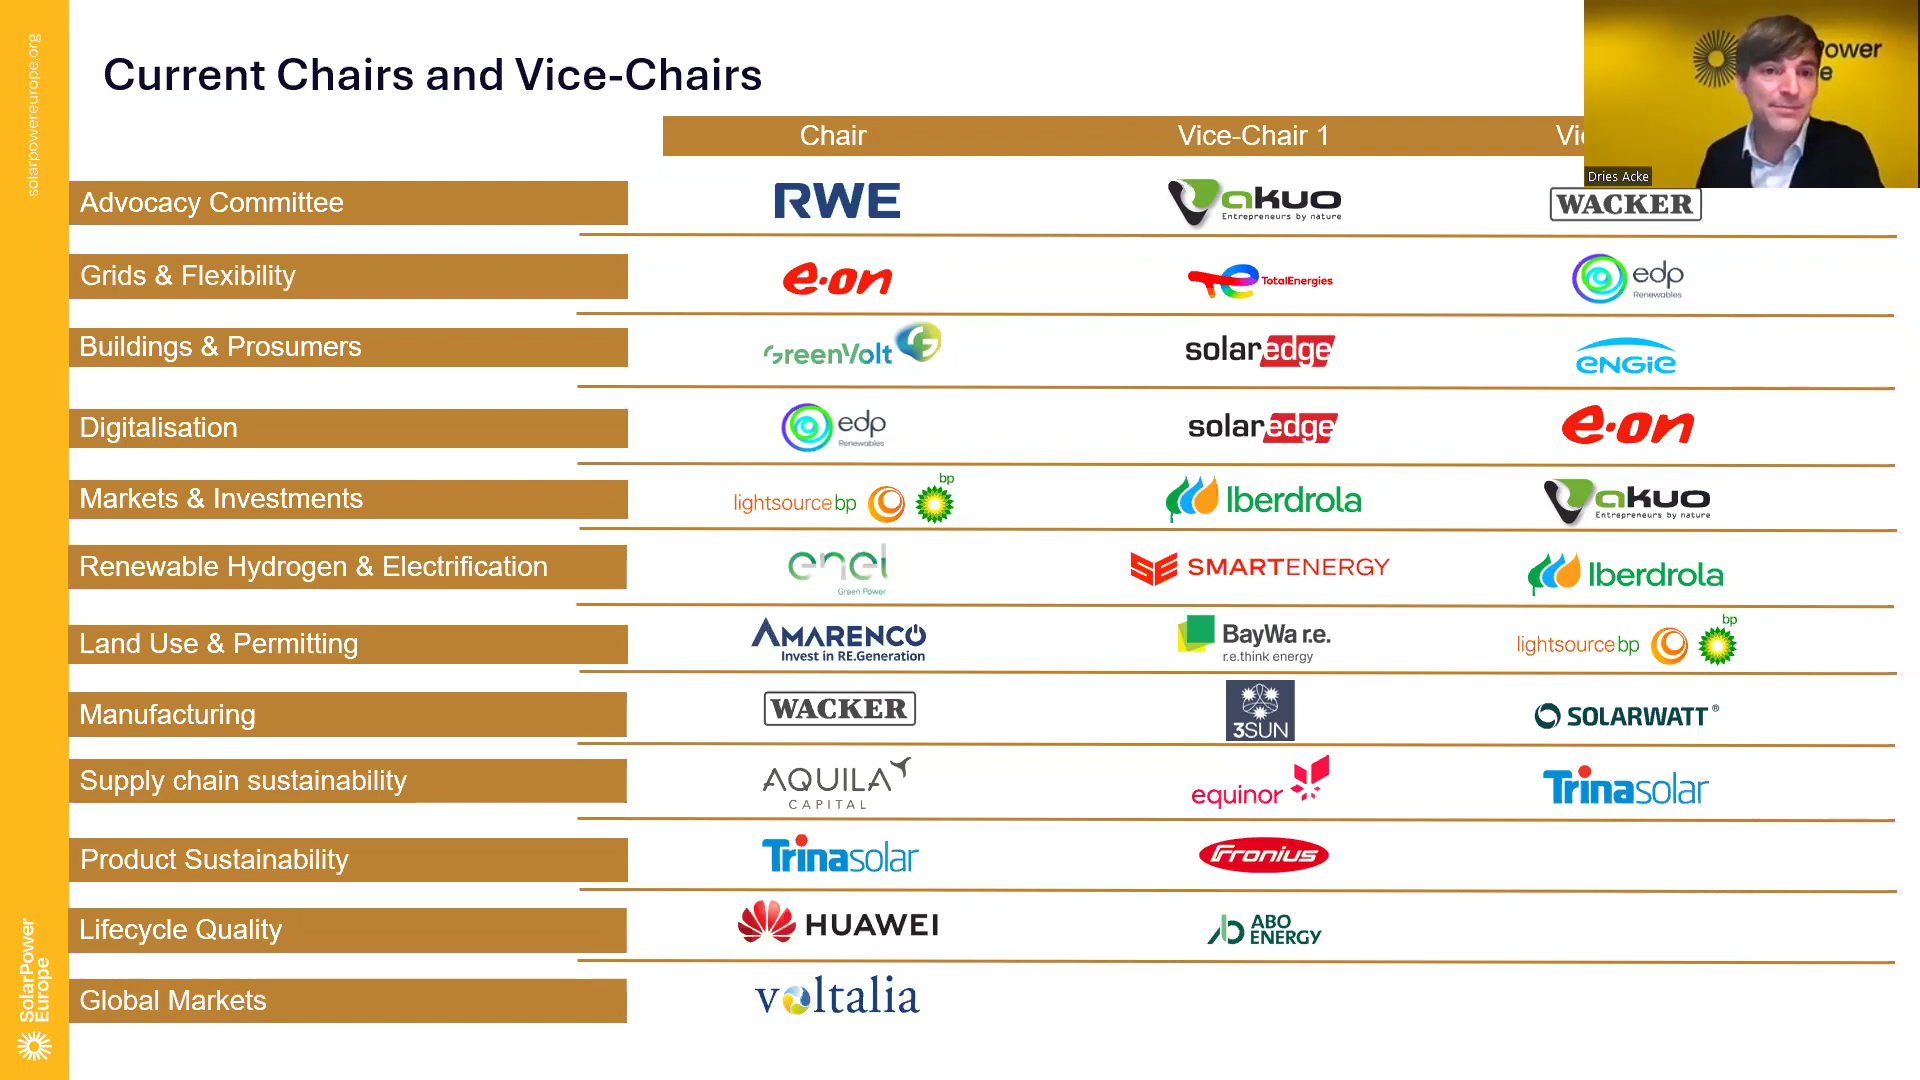 solarpowereurope.org
Current Chairs and Vice-Chairs
Power
e
Dries Acke
Chair Vice-Chair 1
Advocacy Committee RWE akuo WACKER
Entrepreneurs by nature
Grids & Flexibility e·on TotalEnergies edp
Renewables
Buildings & Prosumers GreenVolt solaredge ENGIE
Digitalisation edp solaredge e·on
Renewables
Markets & Investments lightsource bp bp Iberdrola akuo
Entrepreneurs by nature
Renewable Hydrogen & Electrification enel SMARTENERGY Iberdrola
Green Power
Land Use & Permitting AMARENCO BayWa r.e. lightsource bp bp
Invest in RE.Generation r.e.think energy
Manufacturing WACKER 3SUN SOLARWATT®
Supply chain sustainability AQUILA equinor Trinasolar
CAPITAL
Product Sustainability Trinasolar Fronius
Lifecycle Quality HUAWEI ABO
ENERGY
Global Markets voltalia
SolarPower
Europe